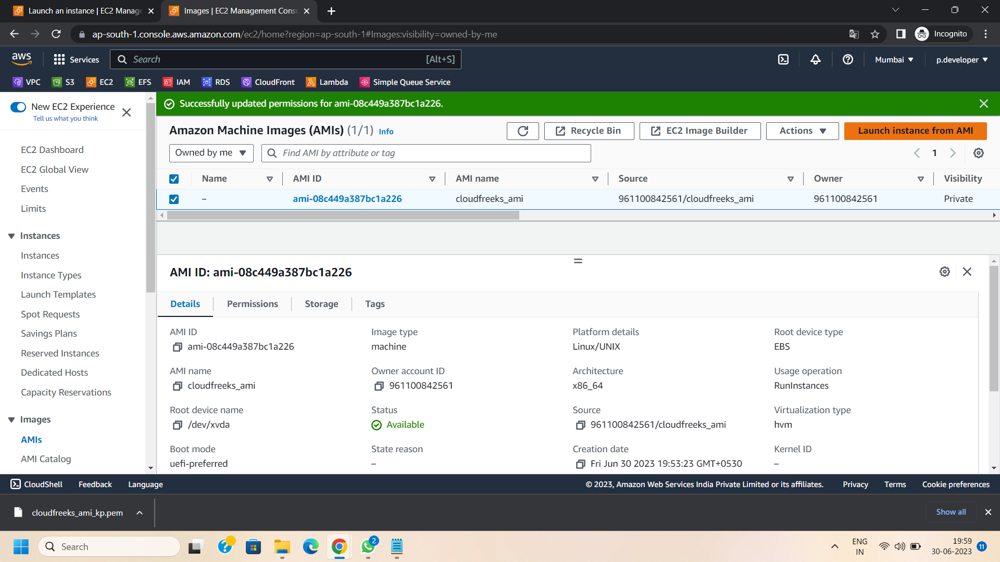 Launch an instance | EC2 Manage
Images | EC2 Management Conso
ap-south-1.console.aws.amazon.com/ec2/home?region=ap-south-1#Images:visibility=owned-by-me
Incognito
aws
Services
Search
[Alt+S]
Mumbai
p.developer
VPC
S3
EC2
EFS
IAM
RDS
CloudFront
Lambda
Simple Queue Service
New EC2 Experience
Tell us what you think
EC2 Dashboard
EC2 Global View
Events
Limits
Instances
Instances
Instance Types
Launch Templates
Spot Requests
Savings Plans
Reserved Instances
Dedicated Hosts
Capacity Reservations
Images
AMIs
AMI Catalog
Successfully updated permissions for ami-08c449a387bc1a226.
Amazon Machine Images (AMIs) (1/1) Info
Recycle Bin
EC2 Image Builder
Actions
Launch instance from AMI
Owned by me
Find AMI by attribute or tag
1
Name
AMI ID
AMI name
Source
Owner
Visibility
–
ami-08c449a387bc1a226
cloudfreeks_ami
961100842561/cloudfreeks_ami
961100842561
Private
AMI ID: ami-08c449a387bc1a226
Details
Permissions
Storage
Tags
AMI ID
ami-08c449a387bc1a226
Image type
machine
Platform details
Linux/UNIX
Root device type
EBS
AMI name
cloudfreeks_ami
Owner account ID
961100842561
Architecture
x86_64
Usage operation
RunInstances
Root device name
/dev/xvda
Status
Available
Source
961100842561/cloudfreeks_ami
Virtualization type
hvm
Boot mode
uefi-preferred
State reason
–
Creation date
Fri Jun 30 2023 19:53:23 GMT+0530
Kernel ID
–
CloudShell
Feedback
Language
© 2023, Amazon Web Services India Private Limited or its affiliates.
Privacy
Terms
Cookie preferences
cloudfreeks_ami_kp.pem
Show all
Search
2
ENG
IN
19:59
30-06-2023
11